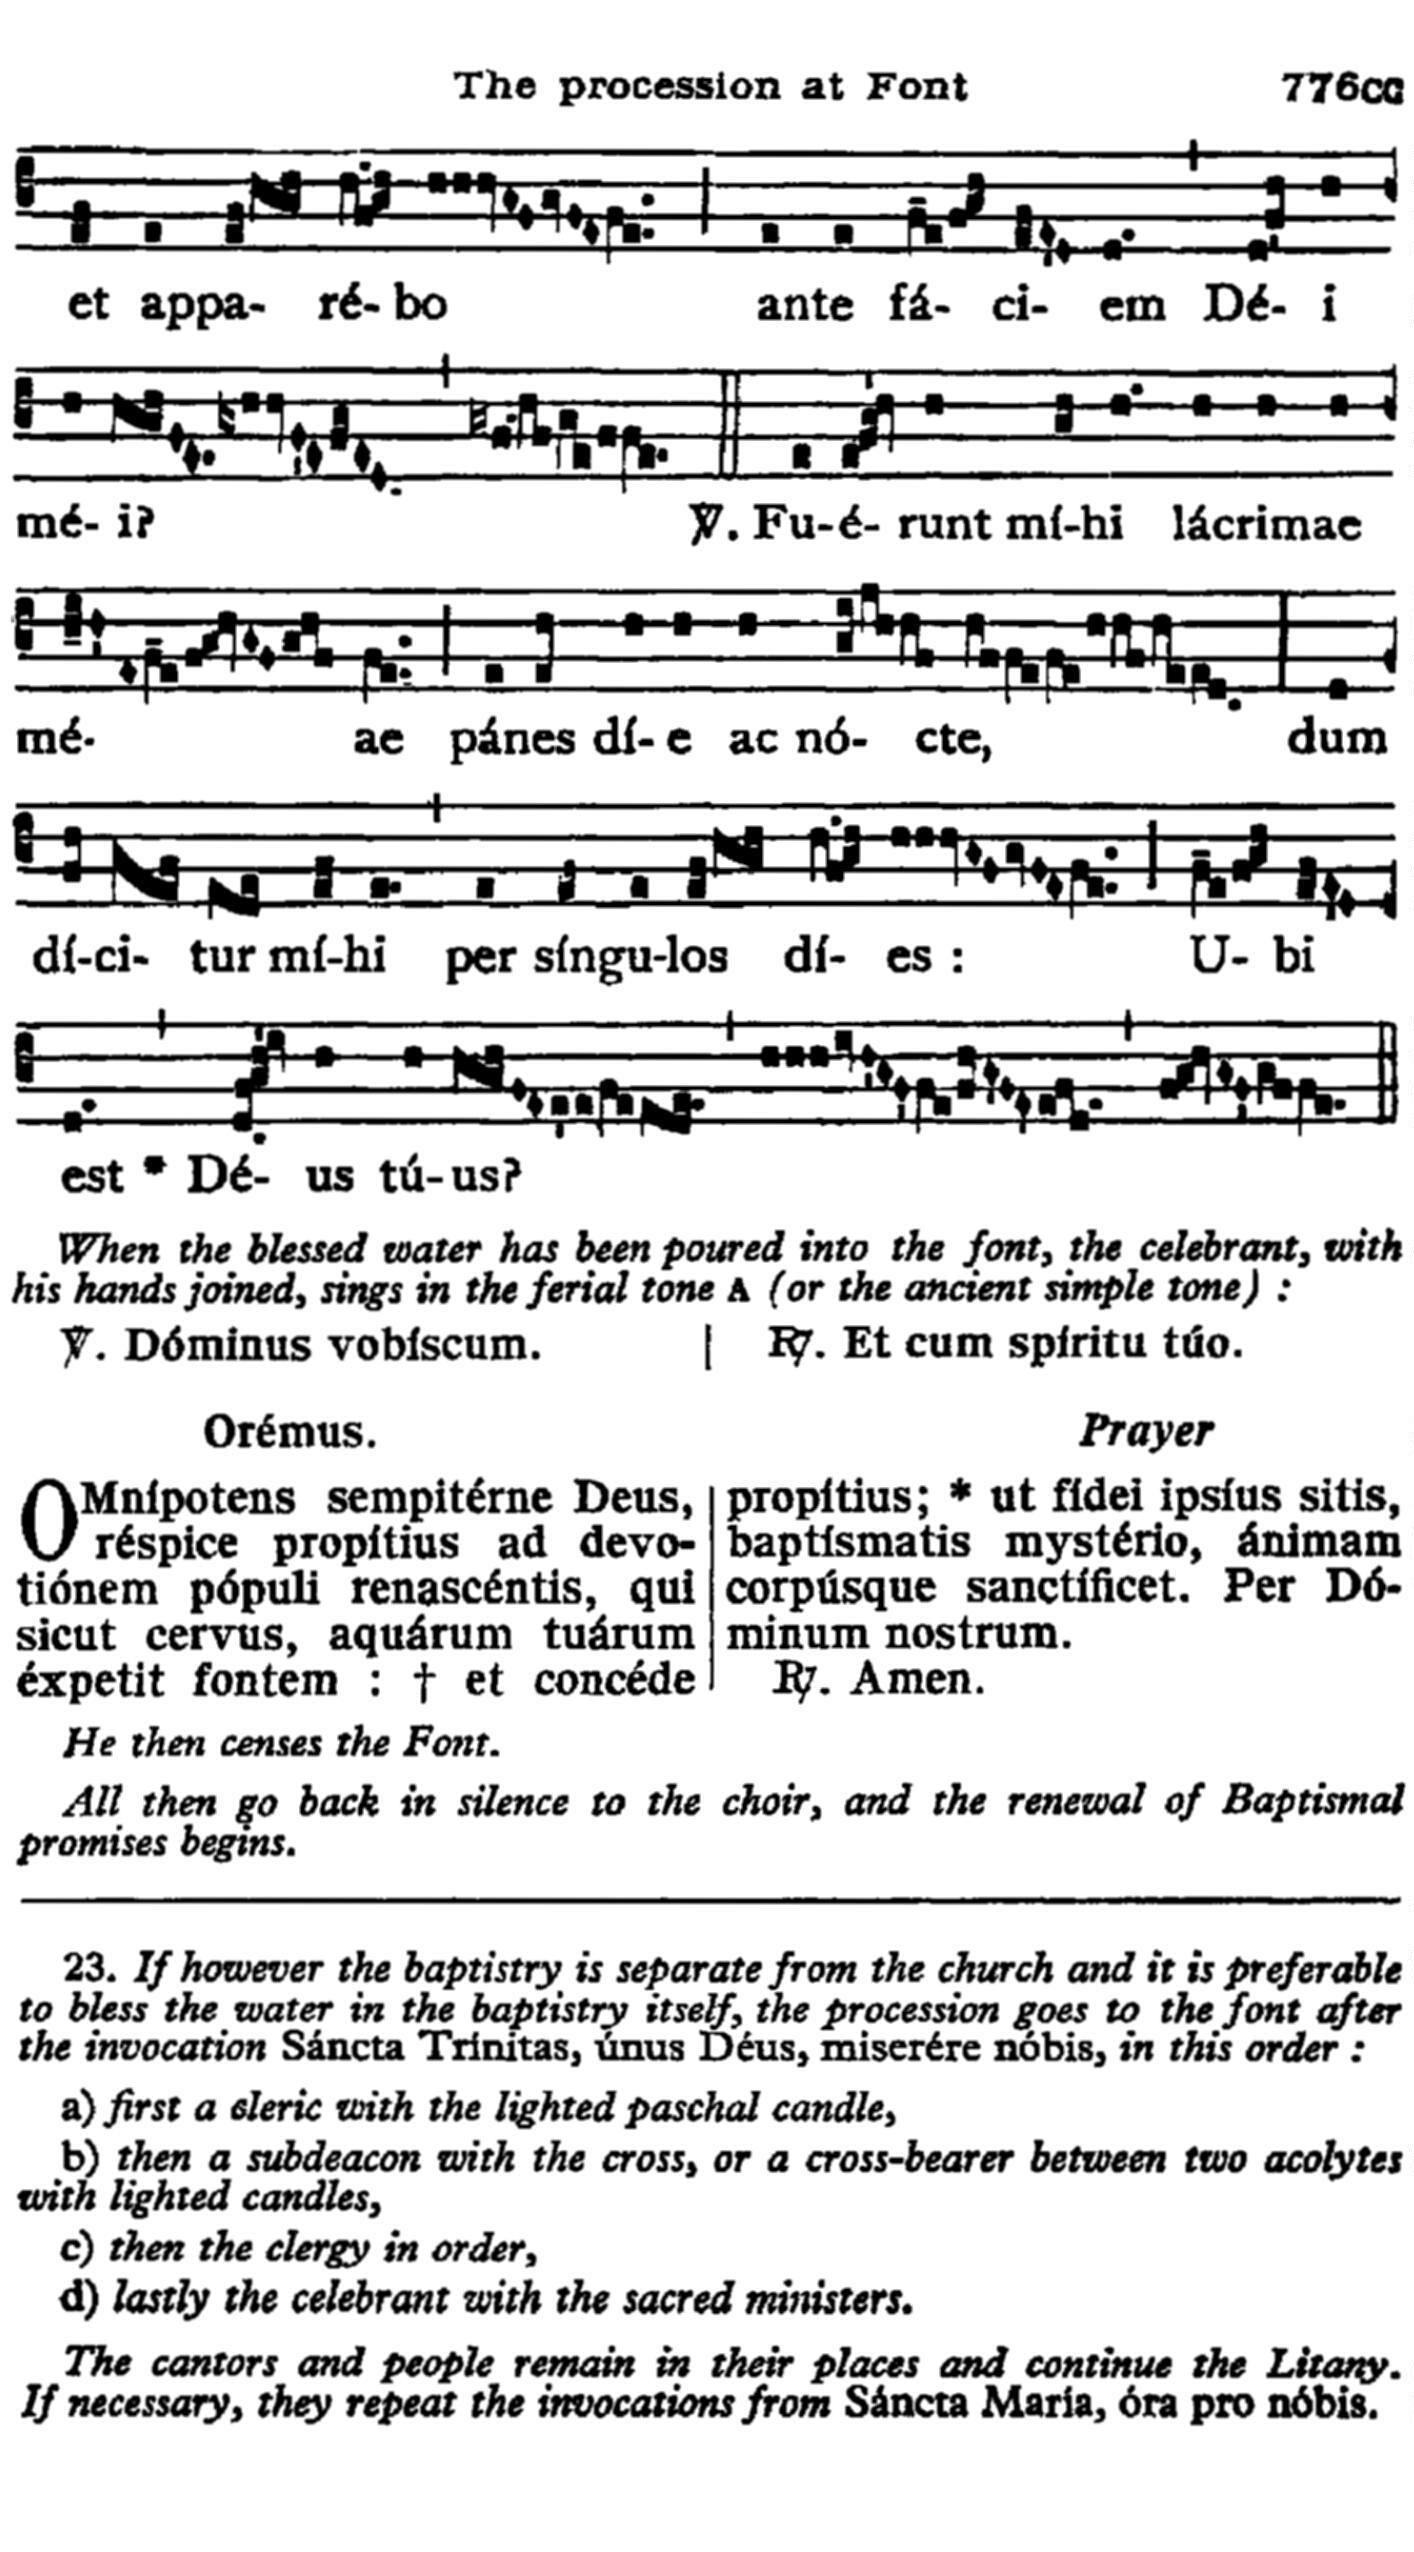 The procession at Font 776cc
et appa- ré- bo ante fá- ci- em Dé- i
mé- i? ℣. Fu-é- runt mí-hi lácrimae
mé- ae pánes dí- e ac nó- cte, dum
dí-ci- tur mí-hi per síngu-los dí- es : U- bi
est * Dé- us tú-us?
When the blessed water has been poured into the font, the celebrant, with
his hands joined, sings in the ferial tone A (or the ancient simple tone) :
℣. Dóminus vobíscum. | ℟. Et cum spíritu túo.
Orémus. Prayer
OMnípotens sempitérne Deus,
réspice propítius ad devo-
tiónem pópuli renascéntis, qui
sicut cervus, aquárum tuárum
éxpetit fontem : † et concéde
propítius; * ut fídei ipsíus sitis,
baptísmatis mystério, ánimam
corpúsque sanctíficet. Per Dó-
minum nostrum.
℟. Amen.
He then censes the Font.
All then go back in silence to the choir, and the renewal of Baptismal
promises begins.
23. If however the baptistry is separate from the church and it is preferable
to bless the water in the baptistry itself, the procession goes to the font after
the invocation Sáncta Trínitas, únus Déus, miserére nóbis, in this order :
a) first a cleric with the lighted paschal candle,
b) then a subdeacon with the cross, or a cross-bearer between two acolytes
with lighted candles,
c) then the clergy in order,
d) lastly the celebrant with the sacred ministers.
The cantors and people remain in their places and continue the Litany.
If necessary, they repeat the invocations from Sáncta María, óra pro nóbis.